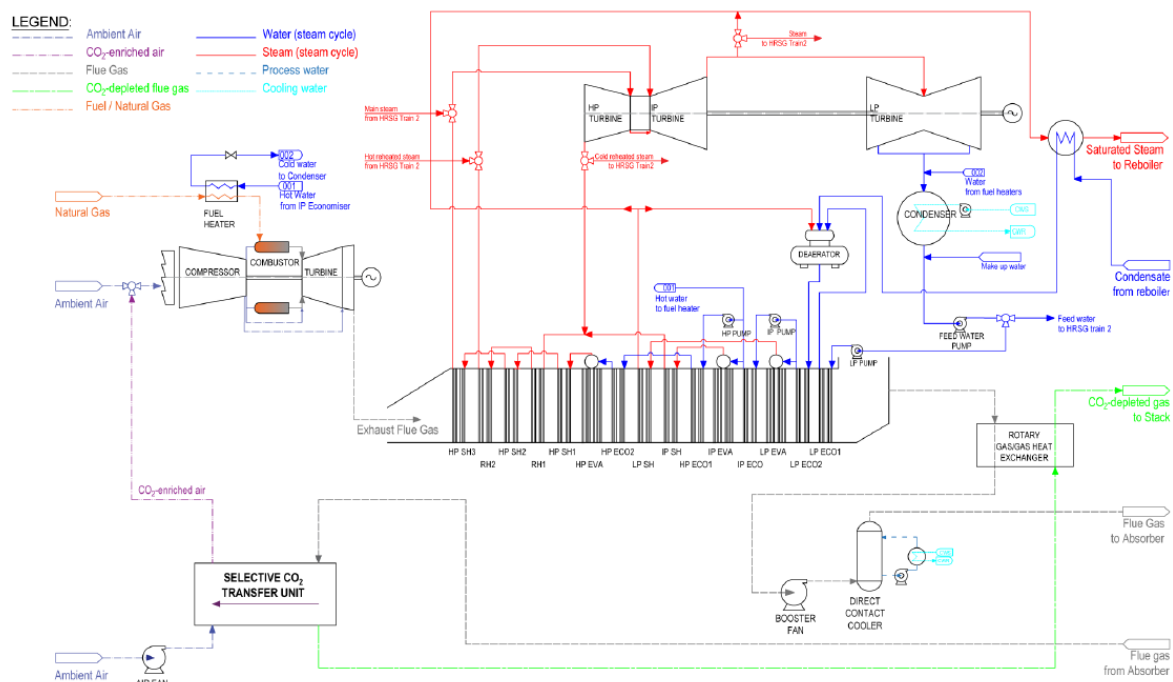 LEGEND:
Ambient Air
CO₂-enriched air
Flue Gas
CO₂-depleted flue gas
Fuel / Natural Gas
Water (steam cycle)
Steam (steam cycle)
Process water
Cooling water
Steam
to HRSG Train2
HP
TURBINE
IP
TURBINE
LP
TURBINE
Main steam
from HRSG Train 2
Hot reheated steam
from HRSG Train 2
Cold reheated steam
to HRSG Train2
Saturated Steam
to Reboiler
002
Cold water
to Condenser
001
Hot Water
from IP Economiser
FUEL
HEATER
Natural Gas
002
Water
from fuel heaters
CONDENSER
Make up water
Condensate
from reboiler
COMPRESSOR
COMBUSTOR
TURBINE
Ambient Air
DEAERATOR
001
Hot water
to fuel heater
HP PUMP
IP PUMP
LP PUMP
FEED WATER
PUMP
Feed water
to HRSG train 2
Exhaust Flue Gas
HP SH3
HP SH2
HP SH1
HP ECO2
IP SH
IP EVA
LP EVA
LP ECO1
RH2
RH1
HP EVA
LP SH
HP ECO1
IP ECO
LP ECO2
CO₂-depleted gas
to Stack
ROTARY
GAS/GAS HEAT
EXCHANGER
CO₂-enriched air
Flue Gas
to Absorber
SELECTIVE CO₂
TRANSFER UNIT
BOOSTER
FAN
DIRECT
CONTACT
COOLER
Ambient Air
Flue gas
from Absorber